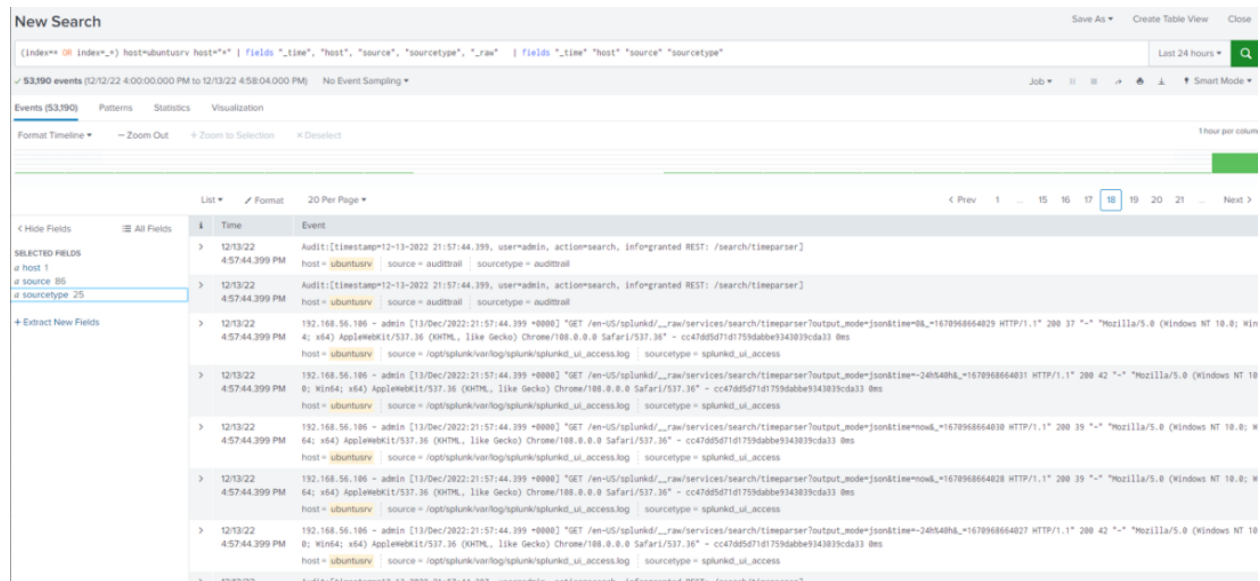 New Search
Save As ▾ Create Table View Close
(index=* OR index=_*) host=ubuntusrv host="*" | fields "_time", "host", "source", "sourcetype", "_raw" | fields "_time" "host" "source" "sourcetype"
Last 24 hours ▾
✓ 53,190 events (12/12/22 4:00:00.000 PM to 12/13/22 4:58:04.000 PM) No Event Sampling ▾
Job ▾ Smart Mode ▾
Events (53,190) Patterns Statistics Visualization
Format Timeline ▾ − Zoom Out + Zoom to Selection × Deselect
1 hour per column
List ▾ Format 20 Per Page ▾
< Prev 1 ... 15 16 17 18 19 20 21 ... Next >
< Hide Fields All Fields
SELECTED FIELDS
a host 1
a source 86
a sourcetype 25
+ Extract New Fields
i Time Event
12/13/22
4:57:44.399 PM
Audit:[timestamp=12-13-2022 21:57:44.399, user=admin, action=search, info=granted REST: /search/timeparser]
host = ubuntusrv source = audittrail sourcetype = audittrail
12/13/22
4:57:44.399 PM
Audit:[timestamp=12-13-2022 21:57:44.399, user=admin, action=search, info=granted REST: /search/timeparser]
host = ubuntusrv source = audittrail sourcetype = audittrail
12/13/22
4:57:44.399 PM
192.168.56.106 - admin [13/Dec/2022:21:57:44.399 +0000] "GET /en-US/splunkd/__raw/services/search/timeparser?output_mode=json&time=0&_=1670968664029 HTTP/1.1" 200 37 "-" "Mozilla/5.0 (Windows NT 10.0; Win
4; x64) AppleWebKit/537.36 (KHTML, like Gecko) Chrome/108.0.0.0 Safari/537.36" - cc47dd5d71d1759dabbe9343039cda33 0ms
host = ubuntusrv source = /opt/splunk/var/log/splunk/splunkd_ui_access.log sourcetype = splunkd_ui_access
12/13/22
4:57:44.399 PM
192.168.56.106 - admin [13/Dec/2022:21:57:44.399 +0000] "GET /en-US/splunkd/__raw/services/search/timeparser?output_mode=json&time=-24h%40h&_=1670968664031 HTTP/1.1" 200 42 "-" "Mozilla/5.0 (Windows NT 10
0; Win64; x64) AppleWebKit/537.36 (KHTML, like Gecko) Chrome/108.0.0.0 Safari/537.36" - cc47dd5d71d1759dabbe9343039cda33 0ms
host = ubuntusrv source = /opt/splunk/var/log/splunk/splunkd_ui_access.log sourcetype = splunkd_ui_access
12/13/22
4:57:44.399 PM
192.168.56.106 - admin [13/Dec/2022:21:57:44.399 +0000] "GET /en-US/splunkd/__raw/services/search/timeparser?output_mode=json&time=now&_=1670968664030 HTTP/1.1" 200 39 "-" "Mozilla/5.0 (Windows NT 10.0; W
64; x64) AppleWebKit/537.36 (KHTML, like Gecko) Chrome/108.0.0.0 Safari/537.36" - cc47dd5d71d1759dabbe9343039cda33 0ms
host = ubuntusrv source = /opt/splunk/var/log/splunk/splunkd_ui_access.log sourcetype = splunkd_ui_access
12/13/22
4:57:44.399 PM
192.168.56.106 - admin [13/Dec/2022:21:57:44.399 +0000] "GET /en-US/splunkd/__raw/services/search/timeparser?output_mode=json&time=now&_=1670968664028 HTTP/1.1" 200 39 "-" "Mozilla/5.0 (Windows NT 10.0; W
64; x64) AppleWebKit/537.36 (KHTML, like Gecko) Chrome/108.0.0.0 Safari/537.36" - cc47dd5d71d1759dabbe9343039cda33 0ms
host = ubuntusrv source = /opt/splunk/var/log/splunk/splunkd_ui_access.log sourcetype = splunkd_ui_access
12/13/22
4:57:44.399 PM
192.168.56.106 - admin [13/Dec/2022:21:57:44.399 +0000] "GET /en-US/splunkd/__raw/services/search/timeparser?output_mode=json&time=-24h%40h&_=1670968664027 HTTP/1.1" 200 42 "-" "Mozilla/5.0 (Windows NT 10
0; Win64; x64) AppleWebKit/537.36 (KHTML, like Gecko) Chrome/108.0.0.0 Safari/537.36" - cc47dd5d71d1759dabbe9343039cda33 0ms
host = ubuntusrv source = /opt/splunk/var/log/splunk/splunkd_ui_access.log sourcetype = splunkd_ui_access